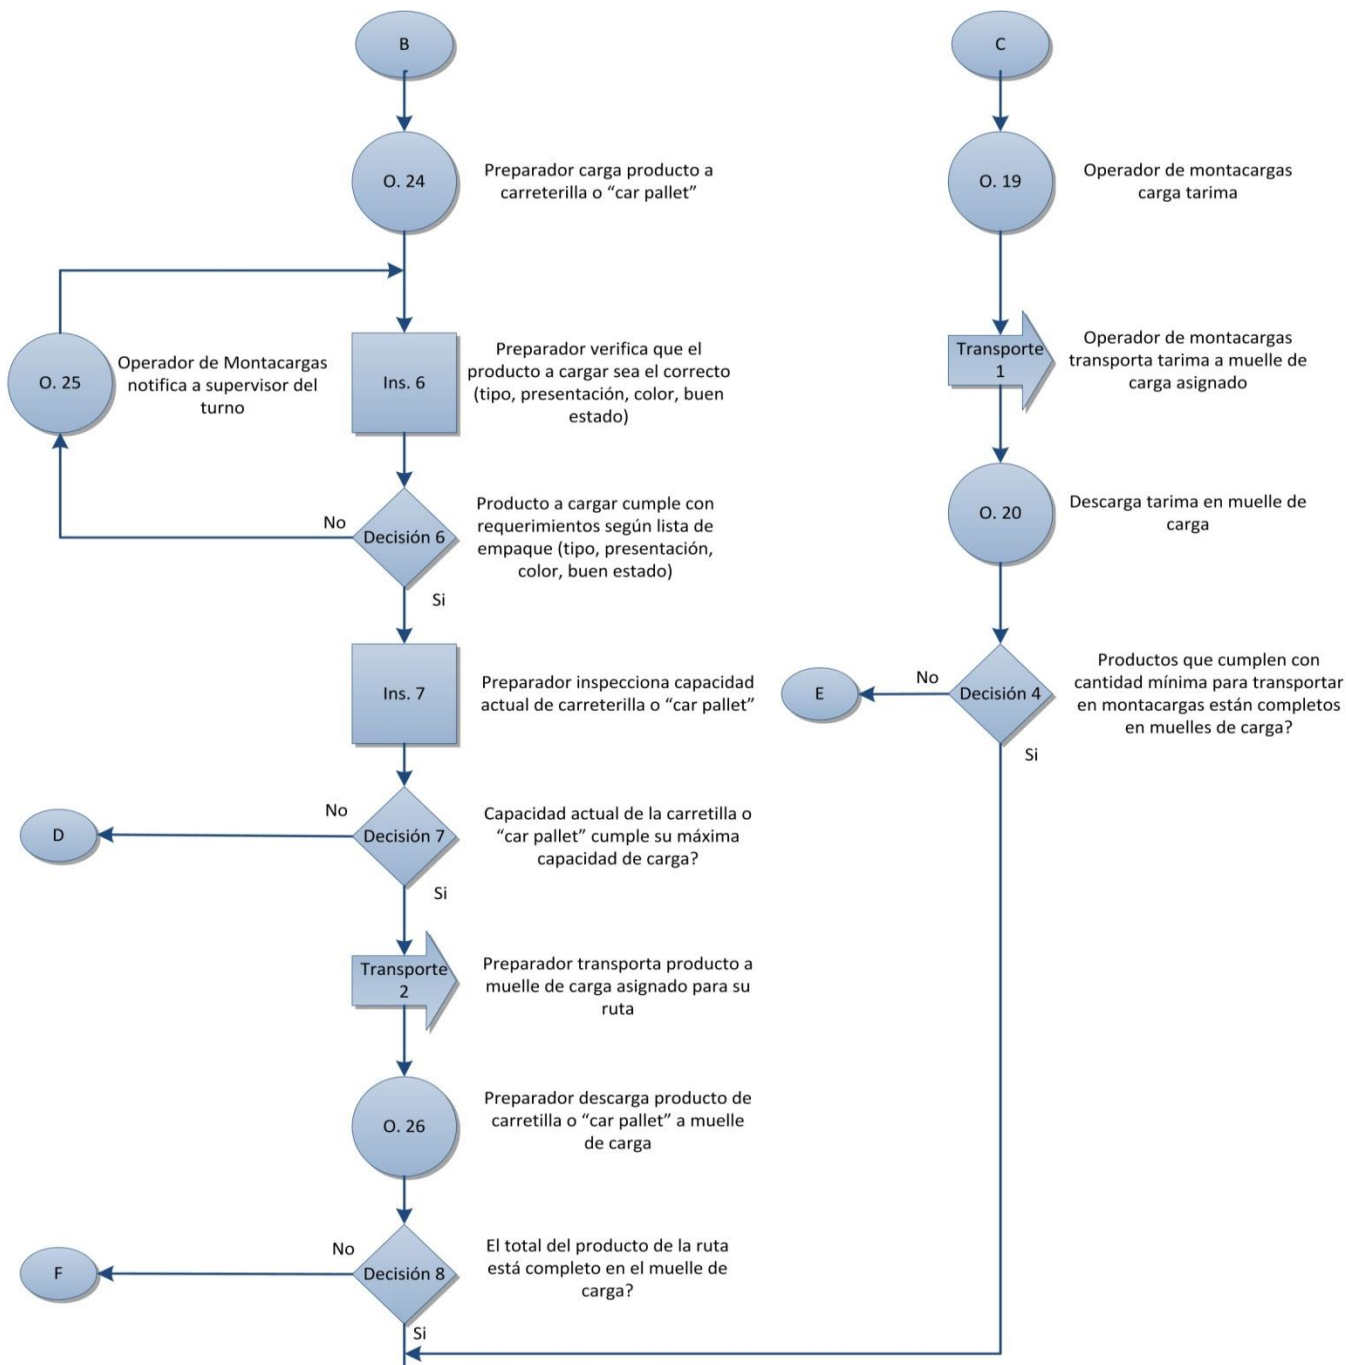 B
O. 24
Preparador carga producto a
carreterilla o “car pallet”
O. 25
Operador de Montacargas
notifica a supervisor del
turno
Ins. 6
Preparador verifica que el
producto a cargar sea el correcto
(tipo, presentación, color, buen
estado)
No
Decisión 6
Producto a cargar cumple con
requerimientos según lista de
empaque (tipo, presentación,
color, buen estado)
Si
Ins. 7
Preparador inspecciona capacidad
actual de carreterilla o “car pallet”
D
No
Decisión 7
Capacidad actual de la carretilla o
“car pallet” cumple su máxima
capacidad de carga?
Si
Transporte
2
Preparador transporta producto a
muelle de carga asignado para su
ruta
O. 26
Preparador descarga producto de
carretilla o “car pallet” a muelle
de carga
F
No
Decisión 8
El total del producto de la ruta
está completo en el muelle de
carga?
Si
C
O. 19
Operador de montacargas
carga tarima
Transporte
1
Operador de montacargas
transporta tarima a muelle de
carga asignado
O. 20
Descarga tarima en muelle de
carga
E
No
Decisión 4
Productos que cumplen con
cantidad mínima para transportar
en montacargas están completos
en muelles de carga?
Si